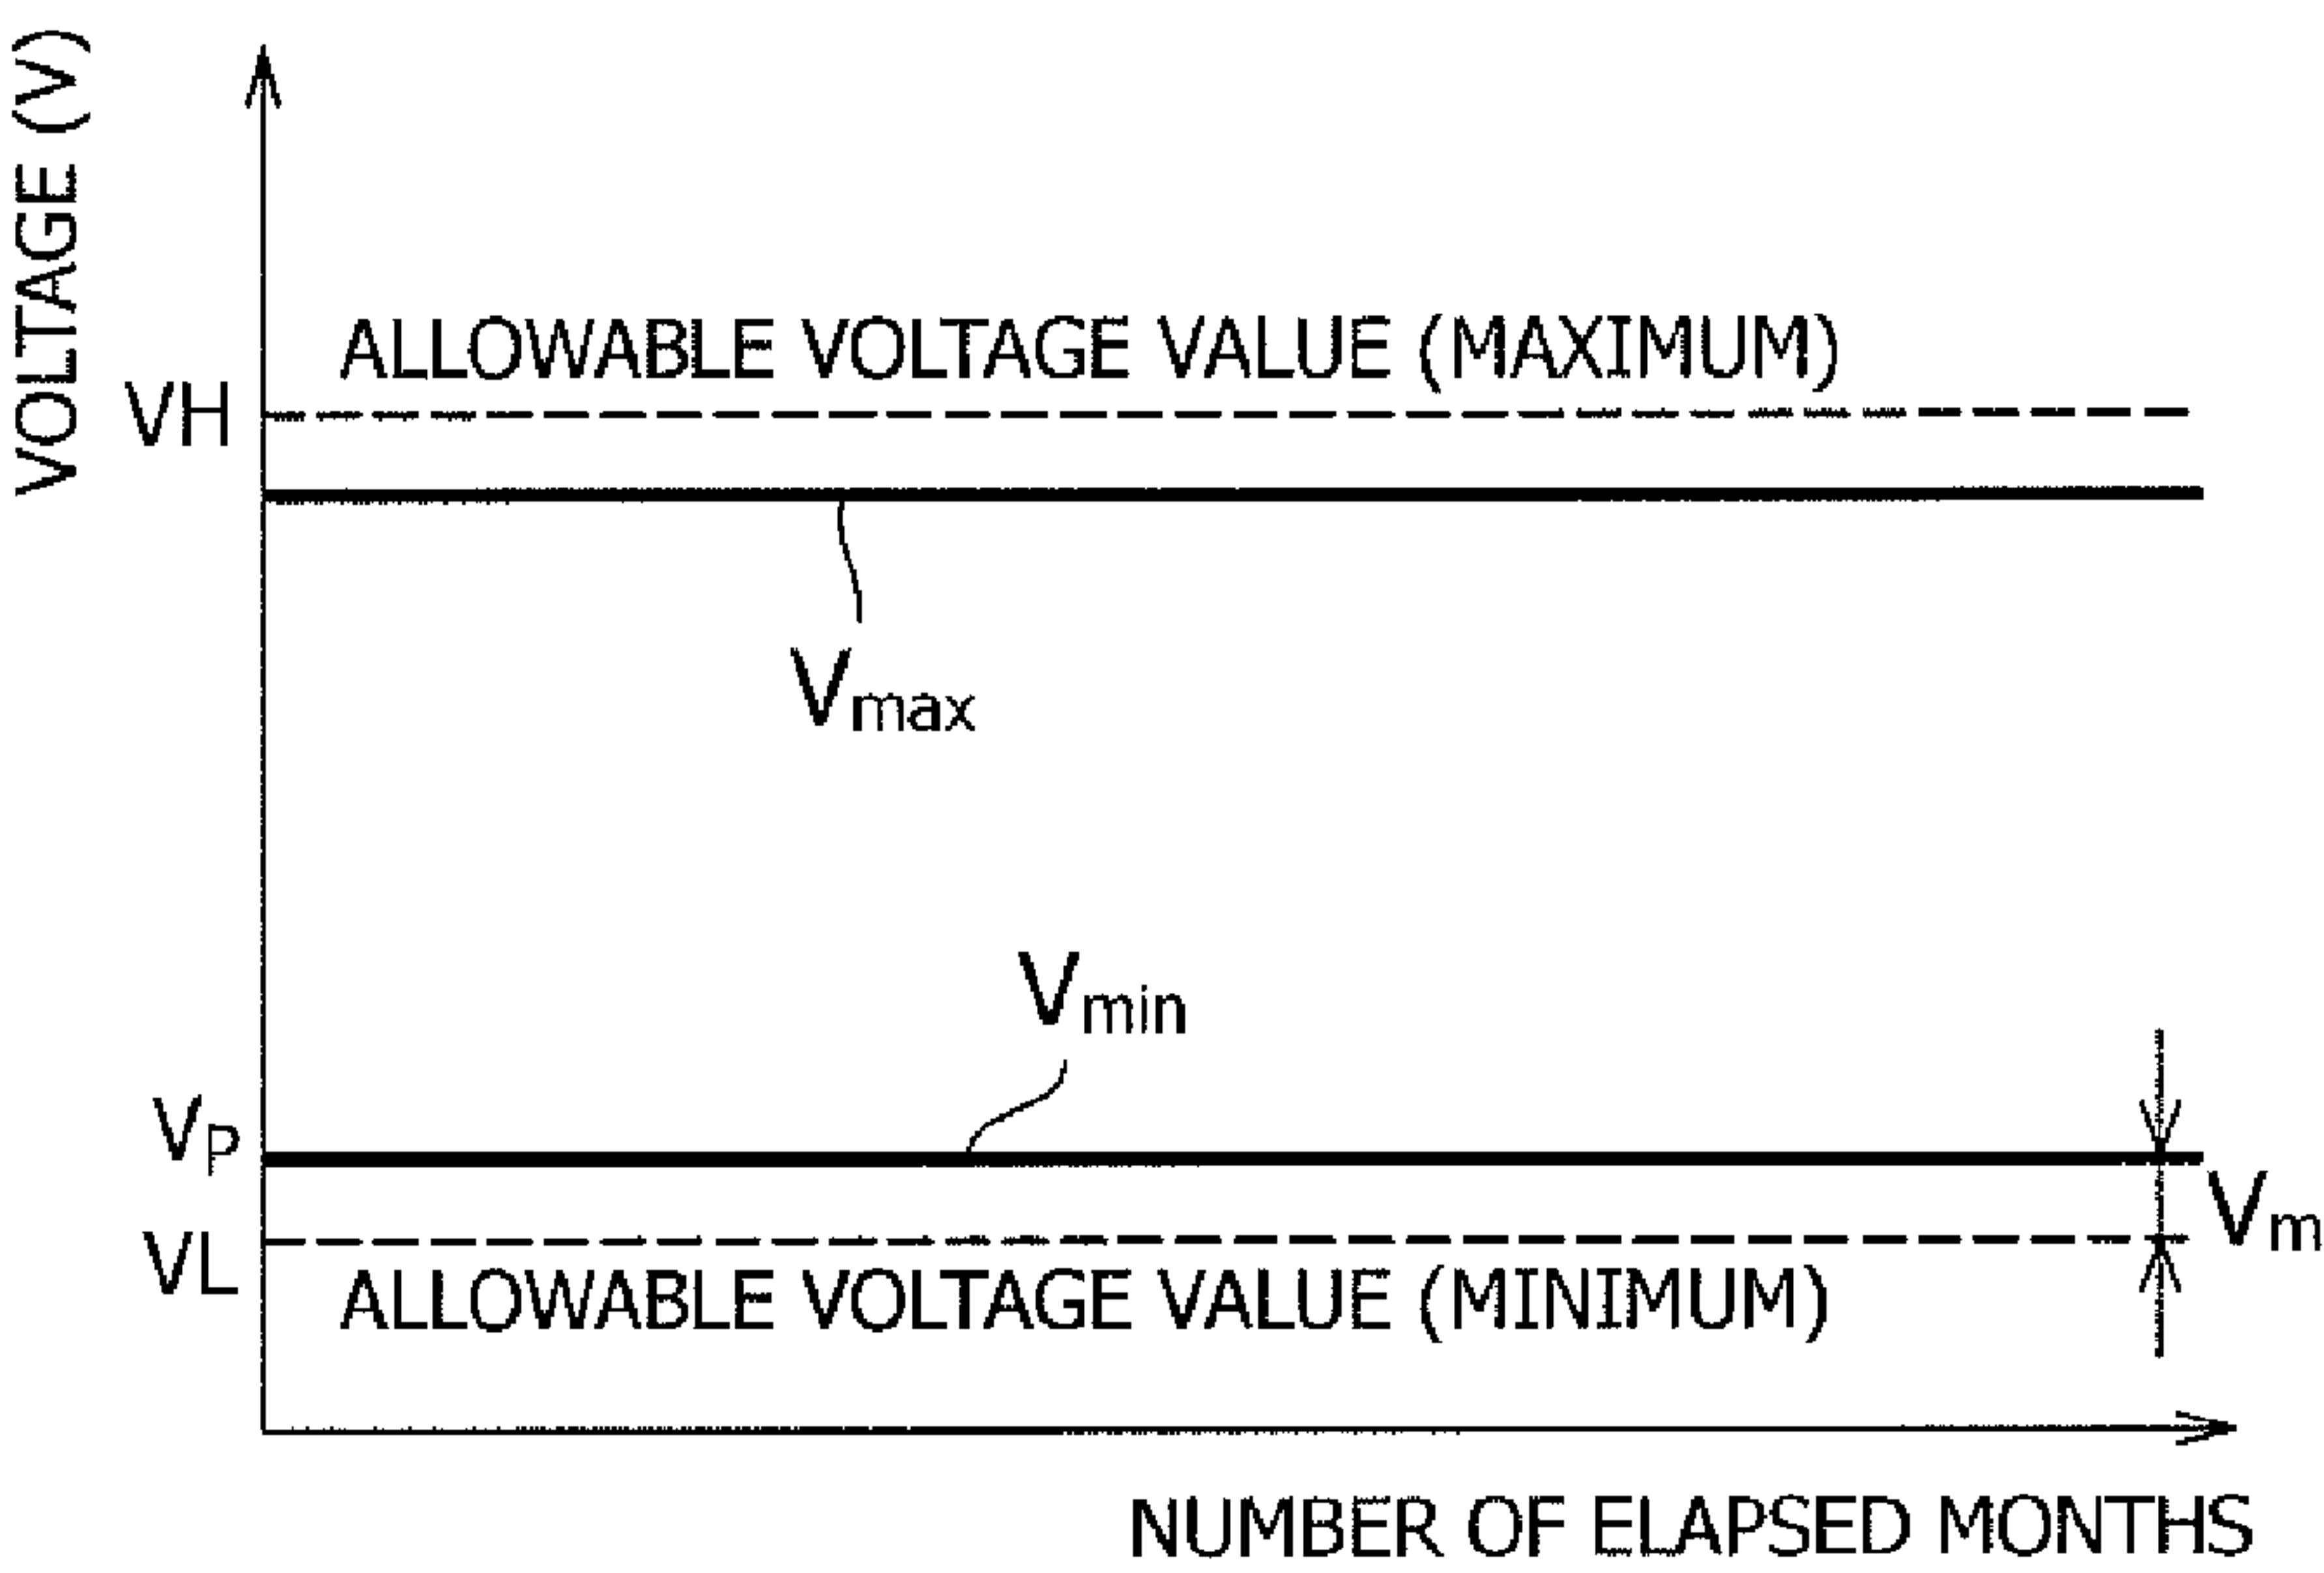 VOLTAGE (V)
ALLOWABLE VOLTAGE VALUE (MAXIMUM)
VH
Vmax
Vmin
VP
Vm
VL
ALLOWABLE VOLTAGE VALUE (MINIMUM)
NUMBER OF ELAPSED MONTHS